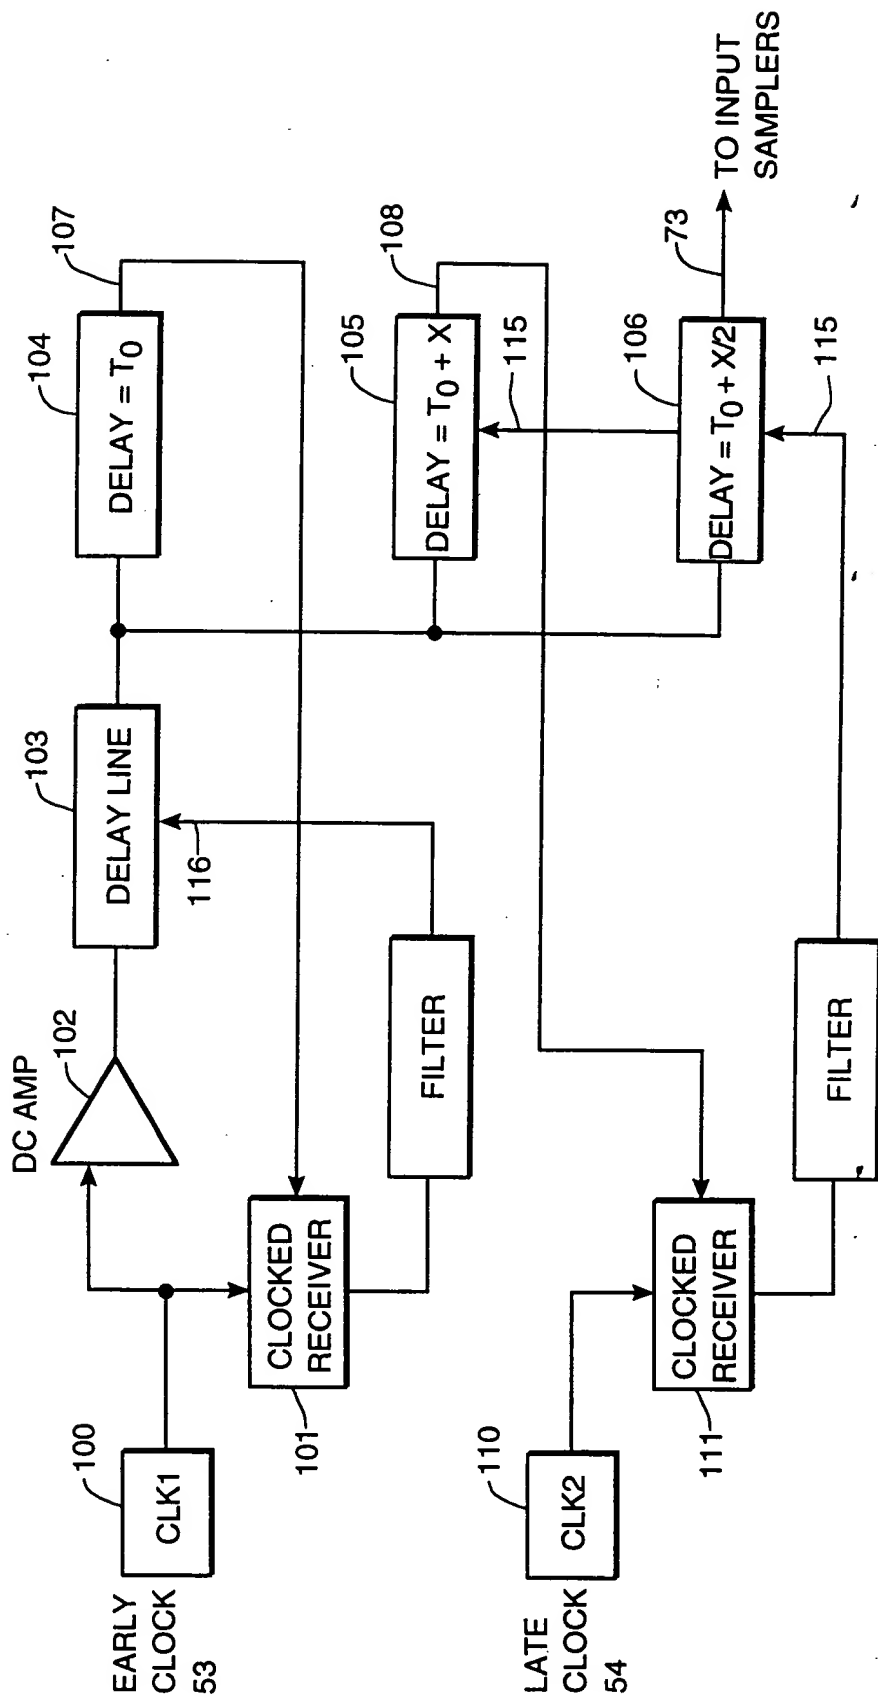 EARLY
CLOCK
53
100
CLK1
DC AMP
102
103
DELAY LINE
104
DELAY = T0
107
101
CLOCKED
RECEIVER
116
FILTER
105
DELAY = T0 + X
108
115
LATE
CLOCK
54
110
CLK2
111
CLOCKED
RECEIVER
FILTER
106
DELAY = T0 + X/2
73
TO INPUT
SAMPLERS
115